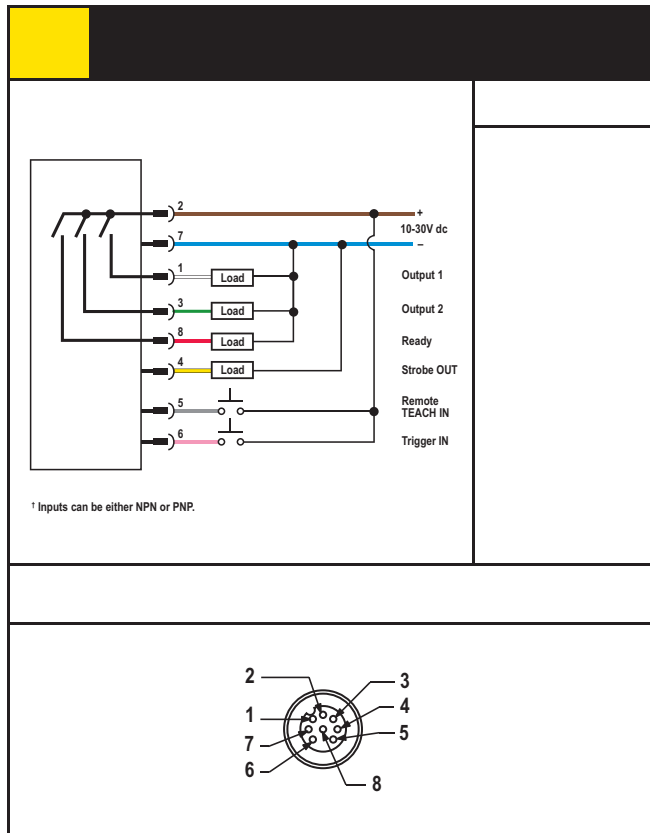 2
+
10-30V dc
7
–
1
Load
Output 1
3
Load
Output 2
8
Load
Ready
4
Load
Strobe OUT
5
Remote
TEACH IN
6
Trigger IN
† Inputs can be either NPN or PNP.
2
3
1
4
7
5
6
8